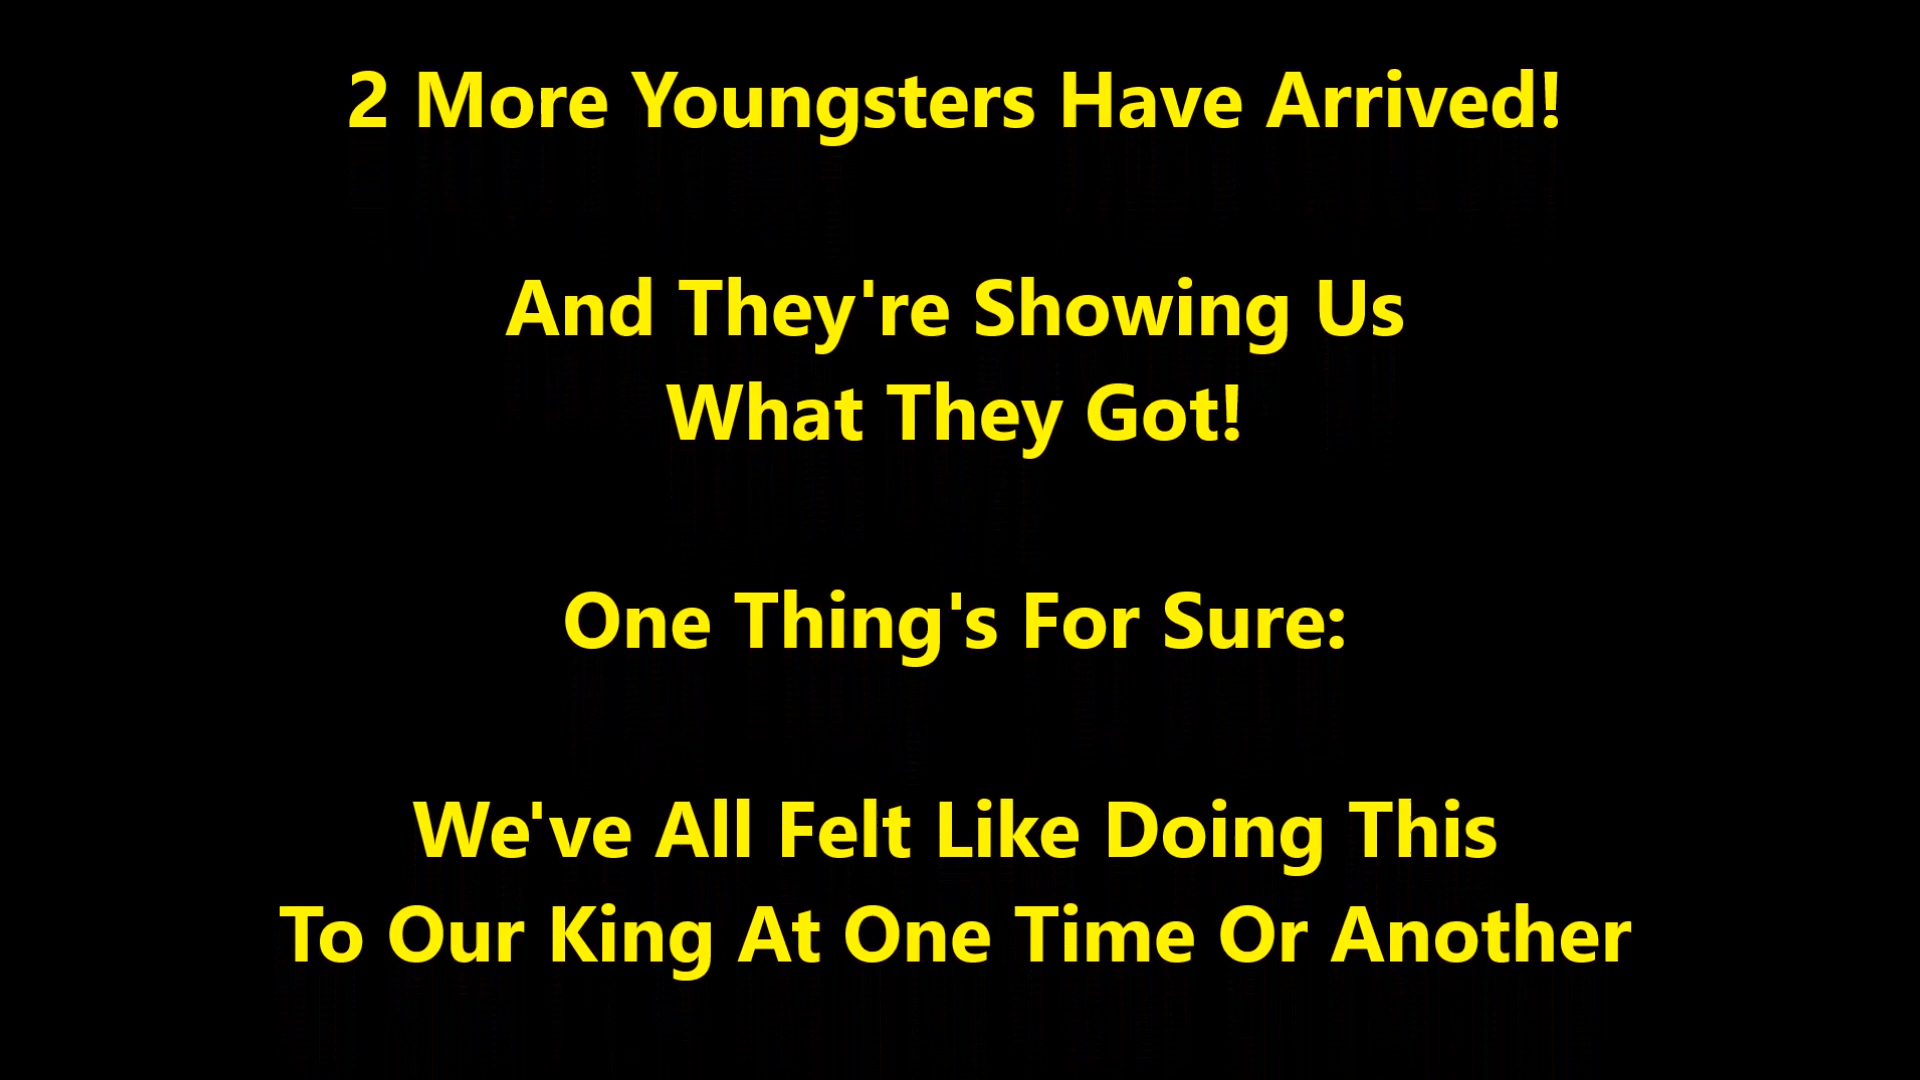 2 More Youngsters Have Arrived!
And They're Showing Us
What They Got!
One Thing's For Sure:
We've All Felt Like Doing This
To Our King At One Time Or Another